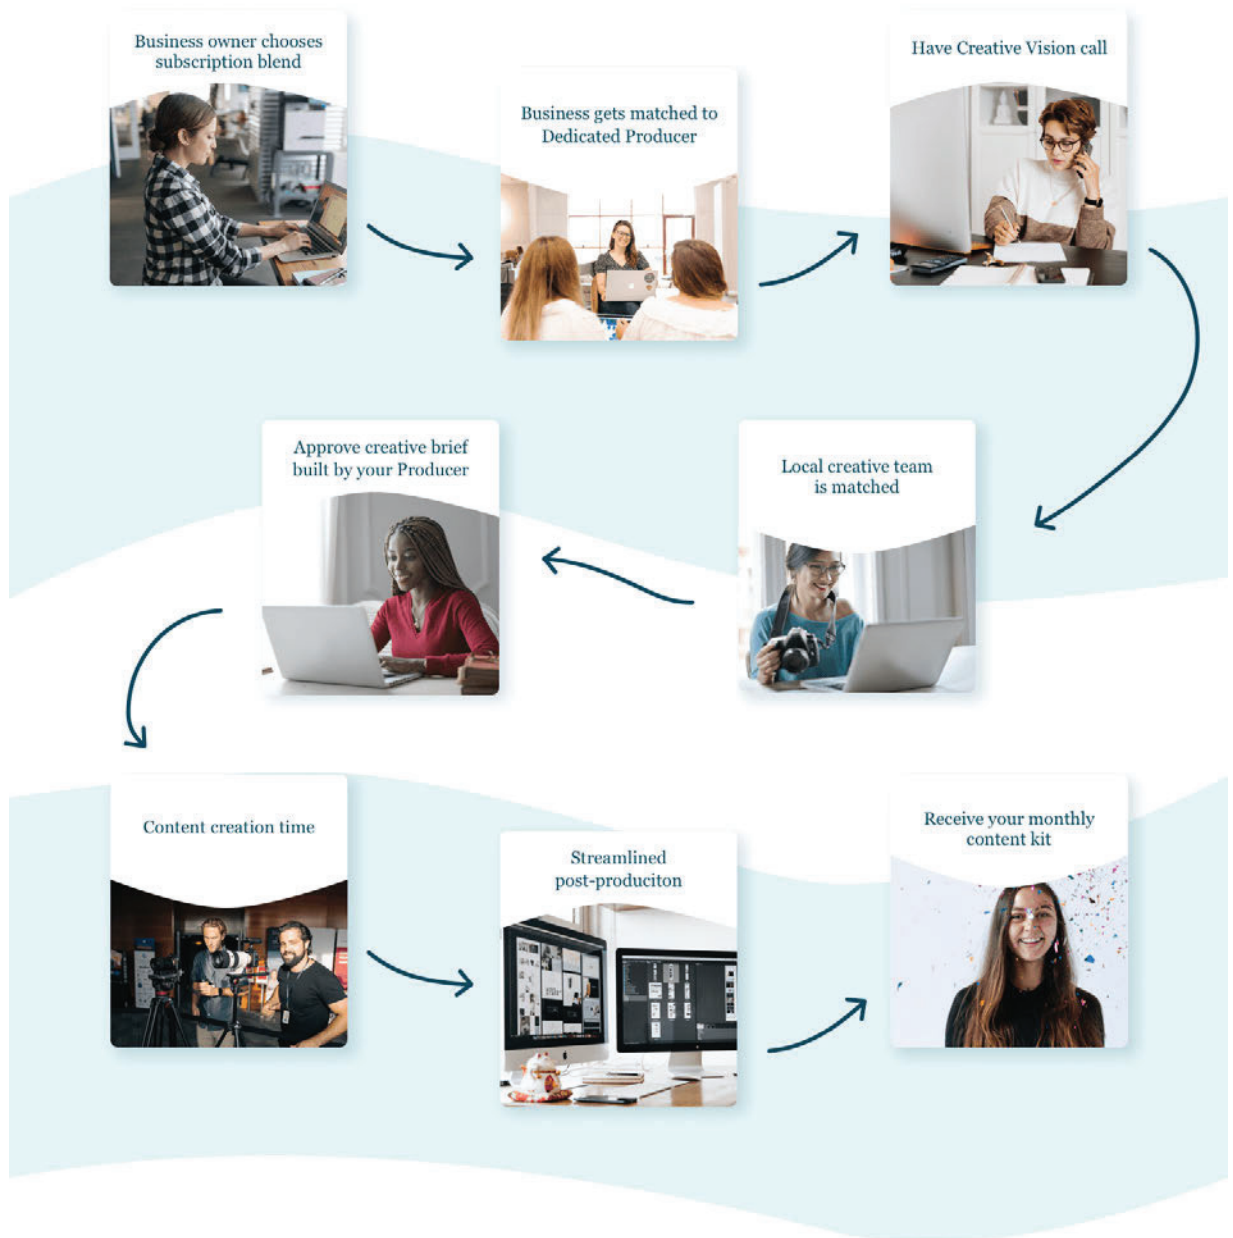 Business owner chooses
subscription blend
Business gets matched to
Dedicated Producer
Have Creative Vision call
Local creative team
is matched
Approve creative brief
built by your Producer
Content creation time
Streamlined
post-produciton
Receive your monthly
content kit